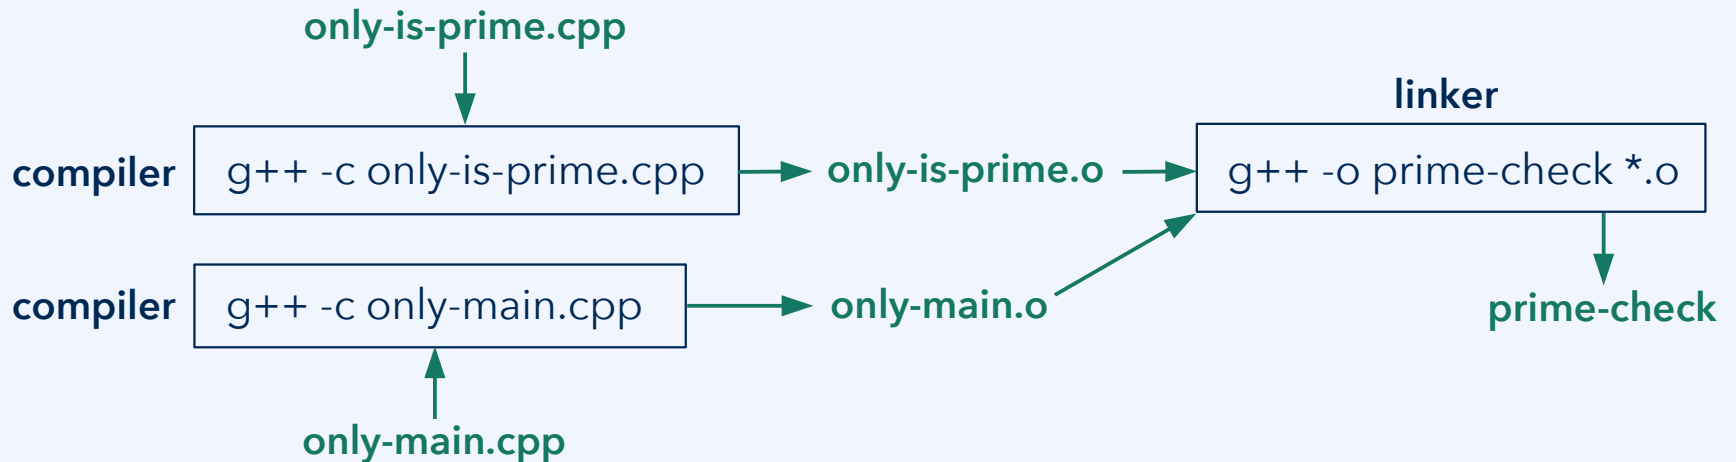 only-is-prime.cpp
linker
compiler
g++ -c only-is-prime.cpp
only-is-prime.o
g++ -o prime-check *.o
compiler
g++ -c only-main.cpp
only-main.o
prime-check
only-main.cpp